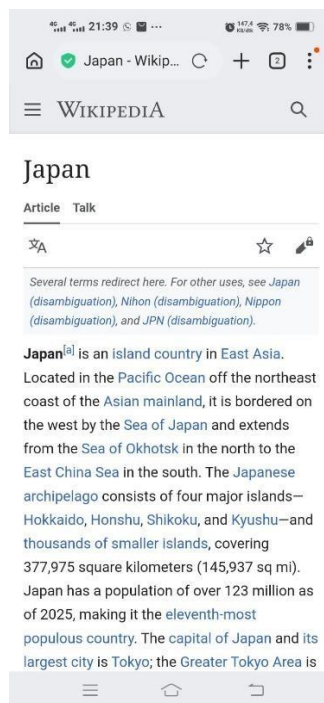 4G 4G 21:39
147,4 KB/s 78%
Japan - Wikip... 2
WIKIPEDIA
Japan
Article Talk
Several terms redirect here. For other uses, see Japan
(disambiguation), Nihon (disambiguation), Nippon
(disambiguation), and JPN (disambiguation).
Japan[a] is an island country in East Asia.
Located in the Pacific Ocean off the northeast
coast of the Asian mainland, it is bordered on
the west by the Sea of Japan and extends
from the Sea of Okhotsk in the north to the
East China Sea in the south. The Japanese
archipelago consists of four major islands—
Hokkaido, Honshu, Shikoku, and Kyushu—and
thousands of smaller islands, covering
377,975 square kilometers (145,937 sq mi).
Japan has a population of over 123 million as
of 2025, making it the eleventh-most
populous country. The capital of Japan and its
largest city is Tokyo; the Greater Tokyo Area is